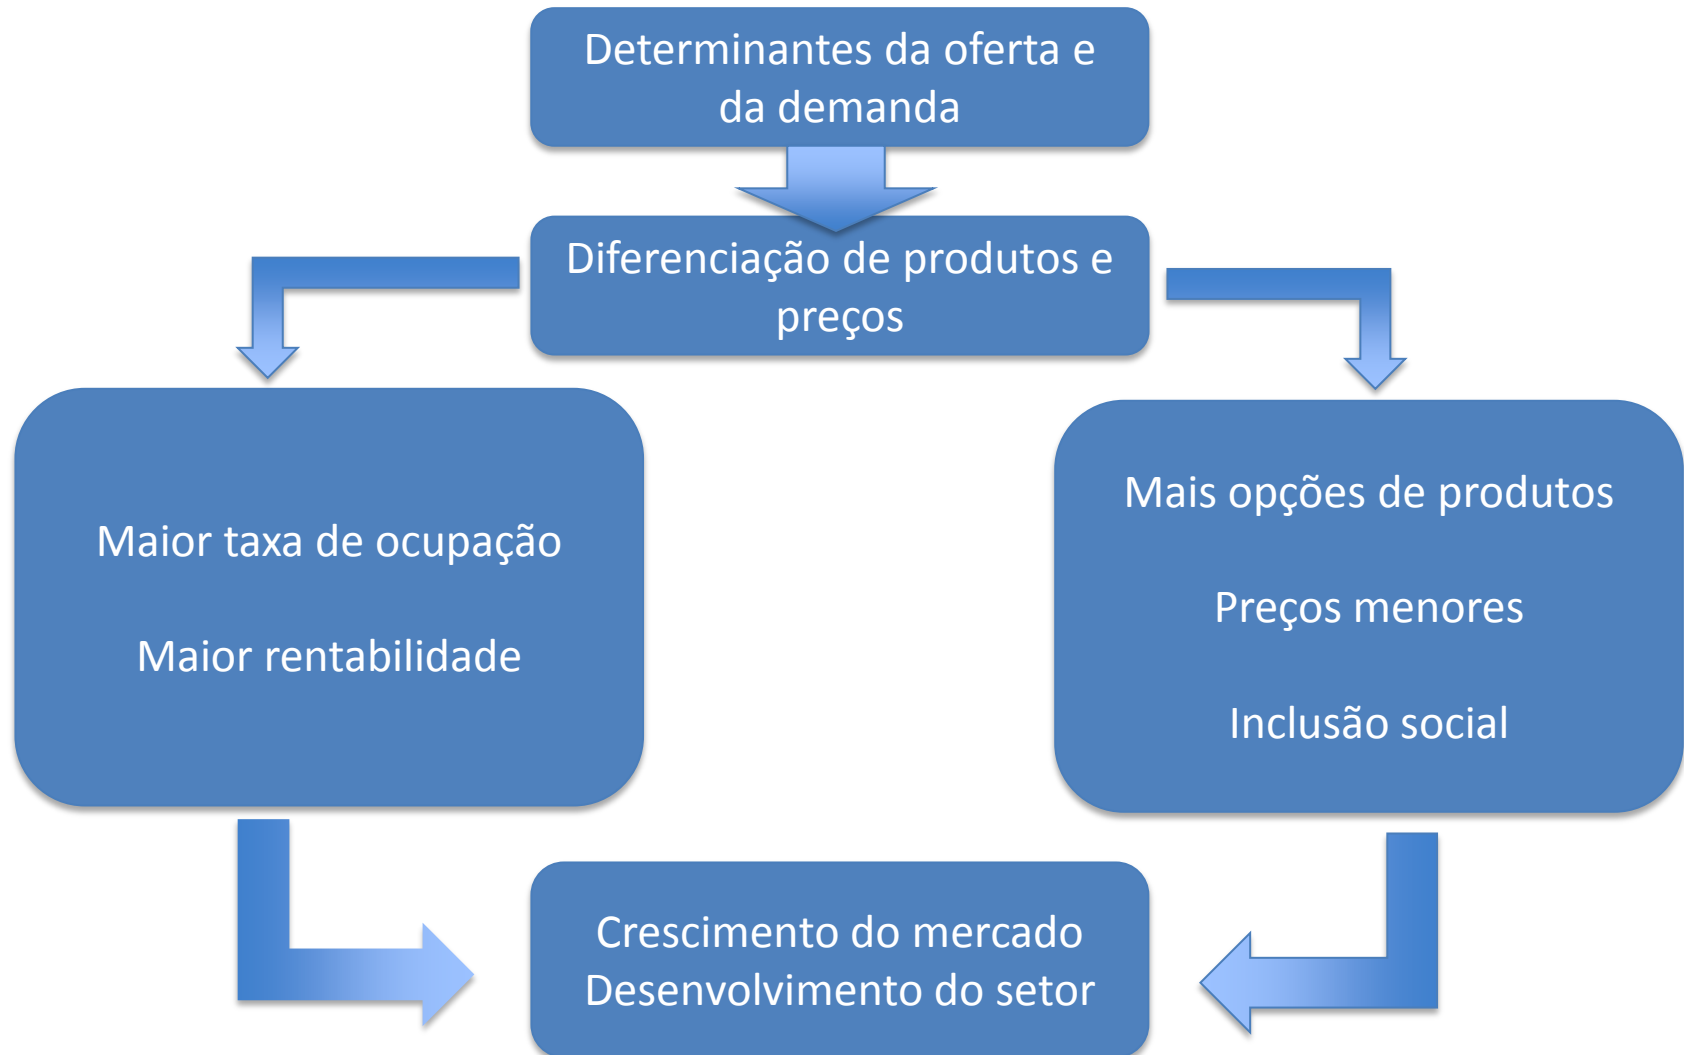 Determinantes da oferta e
da demanda
Diferenciação de produtos e
preços
Maior taxa de ocupação
Maior rentabilidade
Mais opções de produtos
Preços menores
Inclusão social
Crescimento do mercado
Desenvolvimento do setor